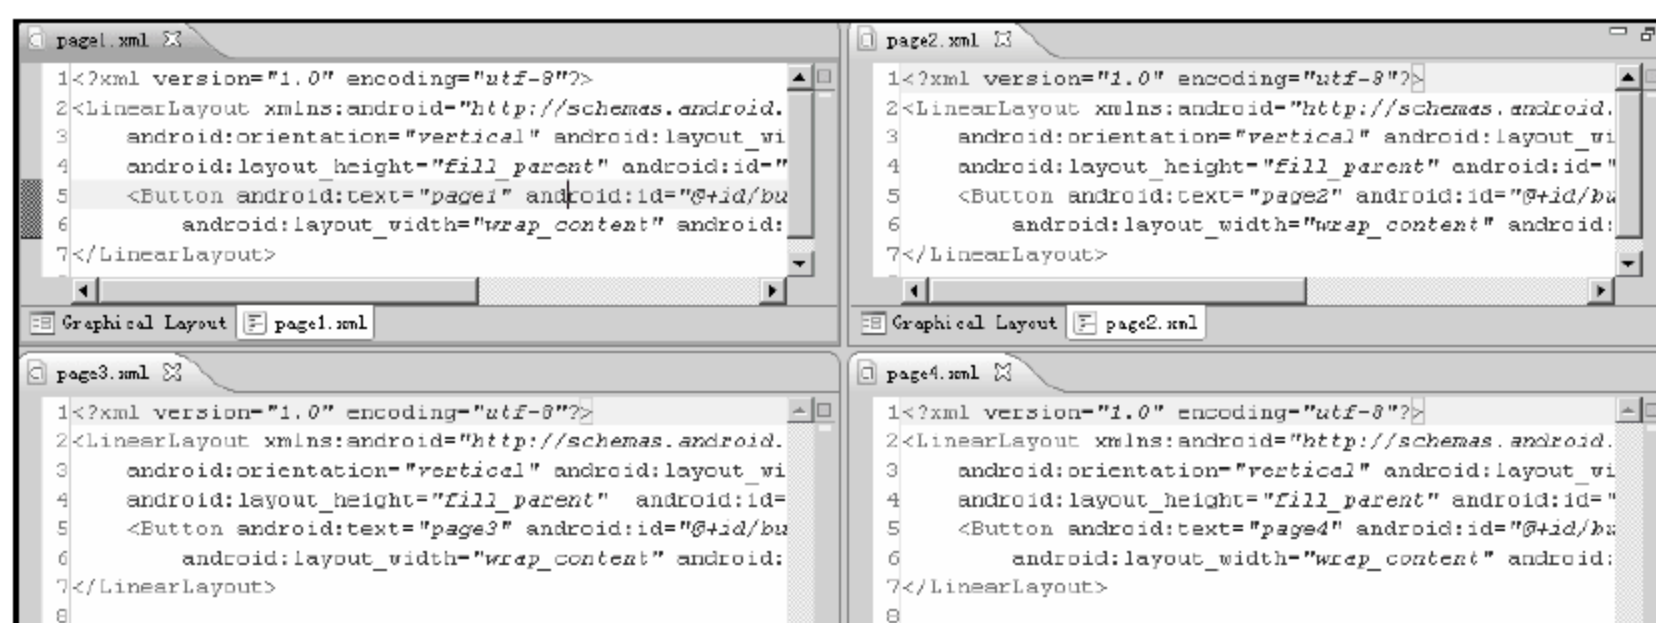 page1.xml
1<?xml version="1.0" encoding="utf-8"?>
2<LinearLayout xmlns:android="http://schemas.android.
3 android:orientation="vertical" android:layout_wi
4 android:layout_height="fill_parent" android:id="
5 <Button android:text="page1" android:id="@+id/bu
6 android:layout_width="wrap_content" android:
7</LinearLayout>
Graphical Layout page1.xml
page2.xml
1<?xml version="1.0" encoding="utf-8"?>
2<LinearLayout xmlns:android="http://schemas.android.
3 android:orientation="vertical" android:layout_wi
4 android:layout_height="fill_parent" android:id="
5 <Button android:text="page2" android:id="@+id/bu
6 android:layout_width="wrap_content" android:
7</LinearLayout>
Graphical Layout page2.xml
page3.xml
1<?xml version="1.0" encoding="utf-8"?>
2<LinearLayout xmlns:android="http://schemas.android.
3 android:orientation="vertical" android:layout_wi
4 android:layout_height="fill_parent" android:id=
5 <Button android:text="page3" android:id="@+id/bu
6 android:layout_width="wrap_content" android:
7</LinearLayout>
8
page4.xml
1<?xml version="1.0" encoding="utf-8"?>
2<LinearLayout xmlns:android="http://schemas.android.
3 android:orientation="vertical" android:layout_wi
4 android:layout_height="fill_parent" android:id="
5 <Button android:text="page4" android:id="@+id/bu
6 android:layout_width="wrap_content" android:
7</LinearLayout>
8